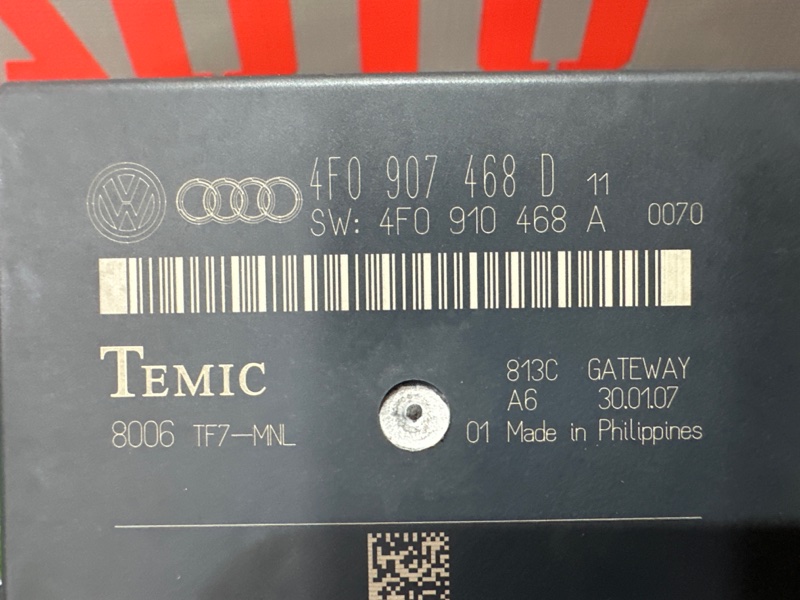 4F0 907 468 D 11
SW: 4F0 910 468 A 0070
TEMIC
813C GATEWAY
A6 30.01.07
8006 TF7-MNL
01 Made in Philippines